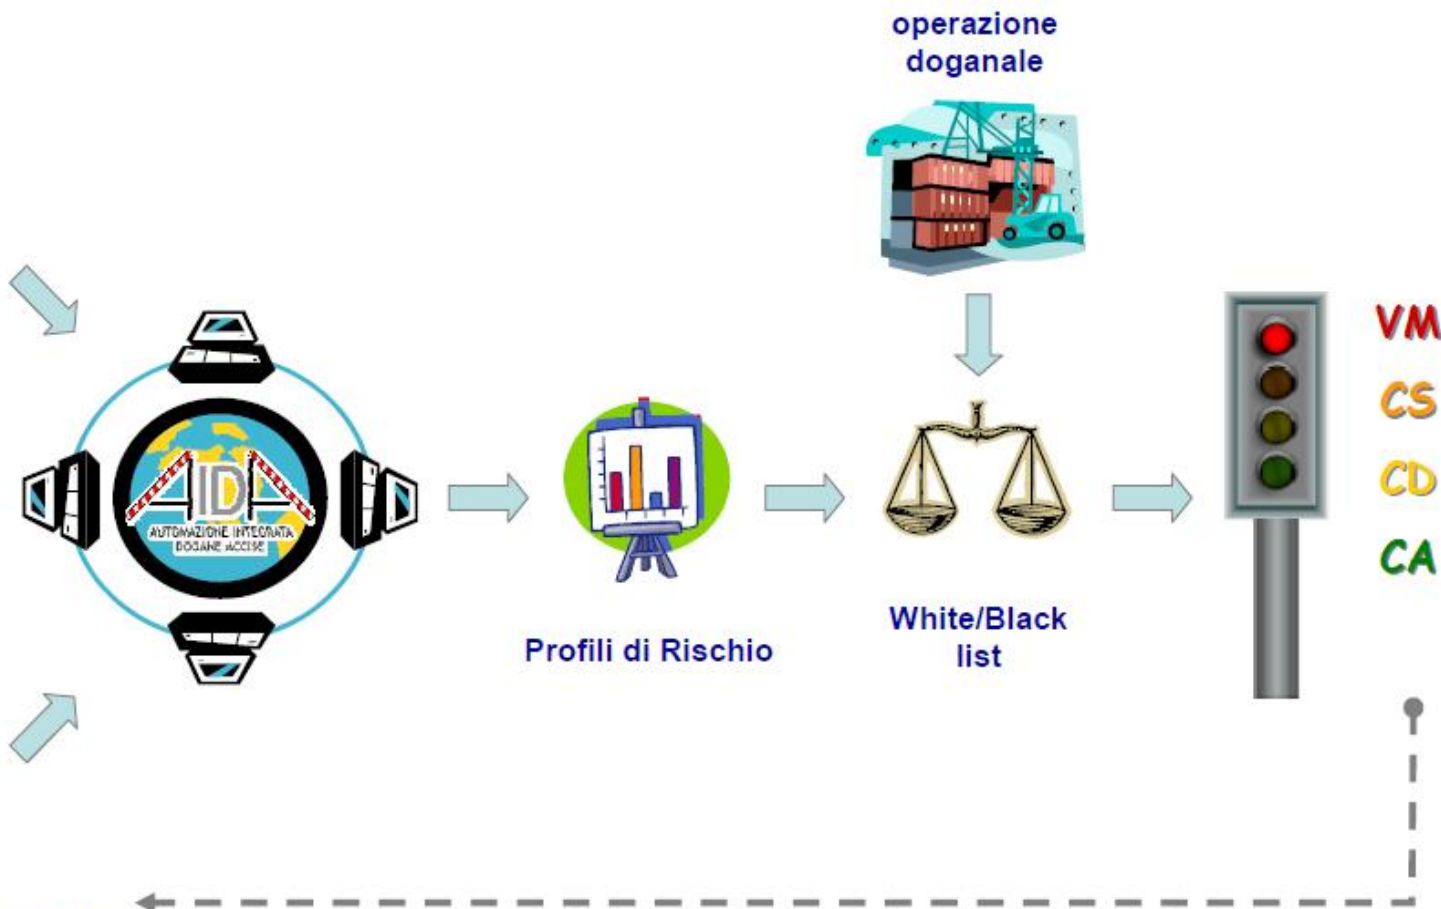 operazione
doganale
VM
CS
CD
CA
AIDA
AUTOMAZIONE INTEGRATA
DOGANE ACCISE
Profili di Rischio
White/Black
list